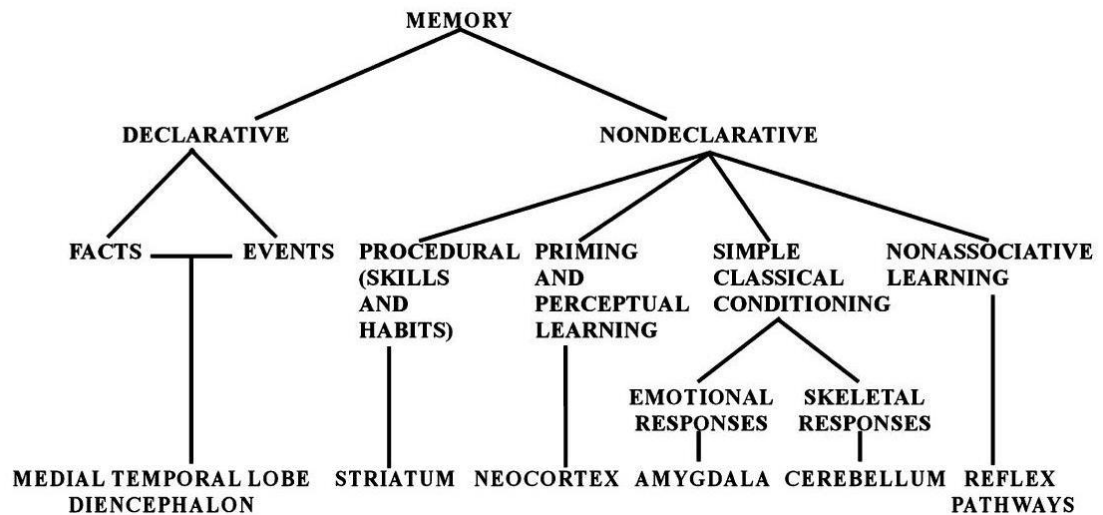 MEMORY
DECLARATIVE
NONDECLARATIVE
FACTS
EVENTS
PROCEDURAL
(SKILLS
AND
HABITS)
PRIMING
AND
PERCEPTUAL
LEARNING
SIMPLE
CLASSICAL
CONDITIONING
NONASSOCIATIVE
LEARNING
EMOTIONAL
RESPONSES
SKELETAL
RESPONSES
MEDIAL TEMPORAL LOBE
DIENCEPHALON
STRIATUM
NEOCORTEX
AMYGDALA
CEREBELLUM
REFLEX
PATHWAYS